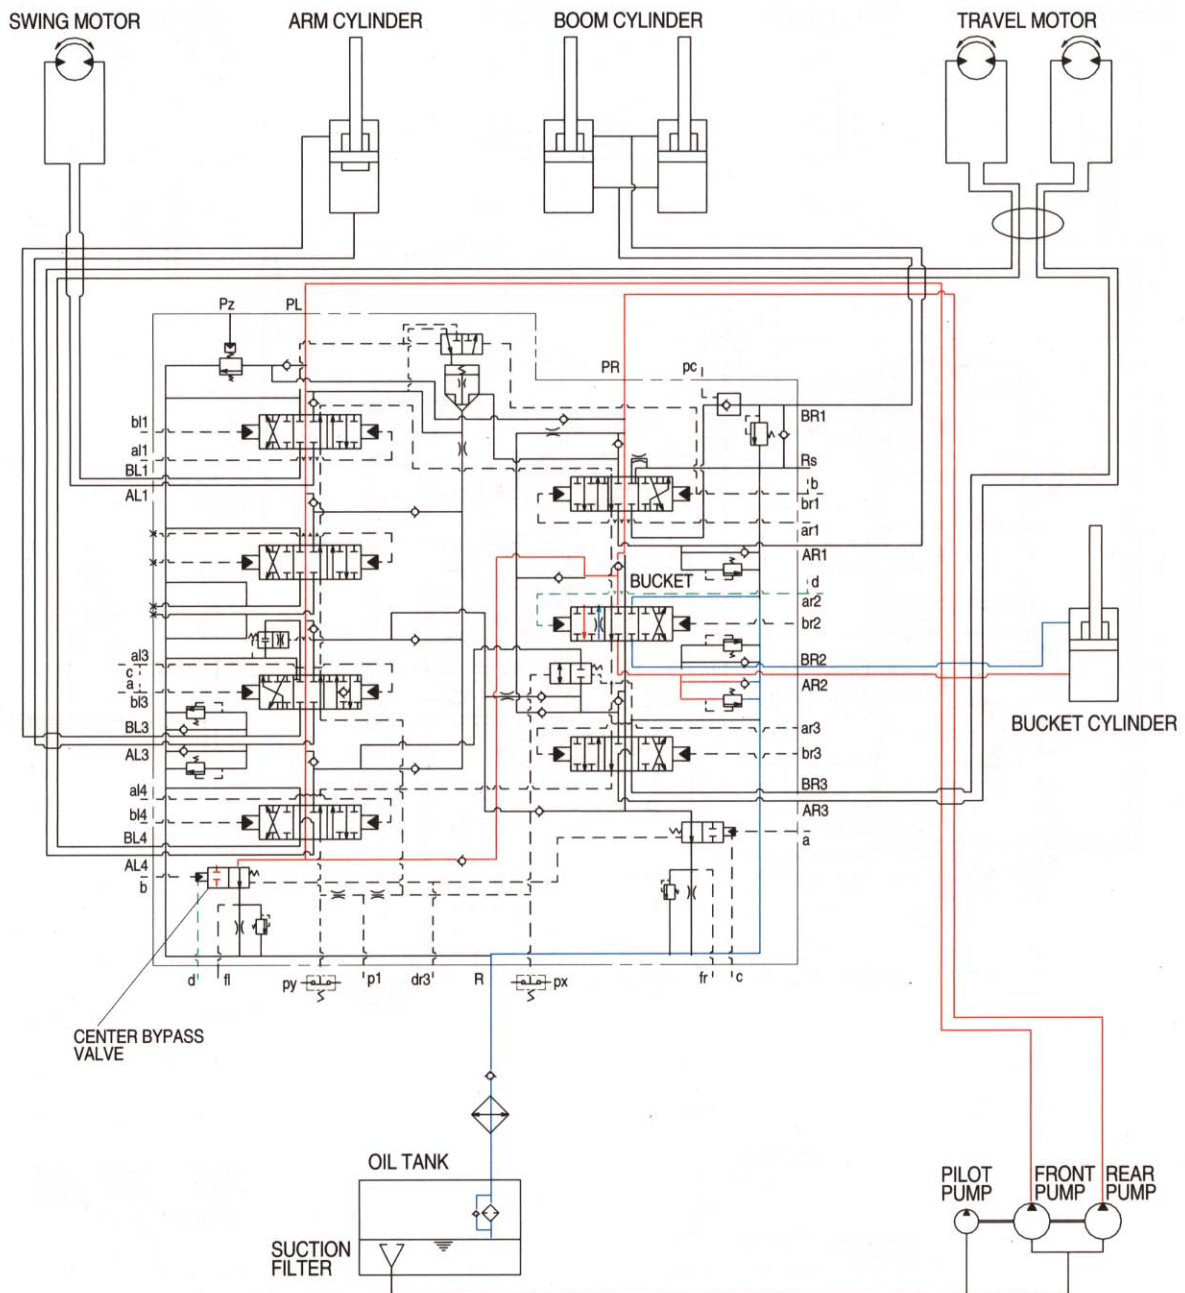 SWING MOTOR
ARM CYLINDER
BOOM CYLINDER
TRAVEL MOTOR
Pz
PL
PR
pc
bl1
al1
BL1
AL1
BR1
Rs
b
br1
ar1
AR1
BUCKET
d
ar2
br2
al3
c
a
bl3
BL3
AL3
BR2
AR2
BUCKET CYLINDER
ar3
br3
al4
bl4
BL4
AL4
b
BR3
AR3
a
d
fl
py
p1
dr3
R
px
fr
c
CENTER BYPASS
VALVE
OIL TANK
SUCTION
FILTER
PILOT
PUMP
FRONT
PUMP
REAR
PUMP